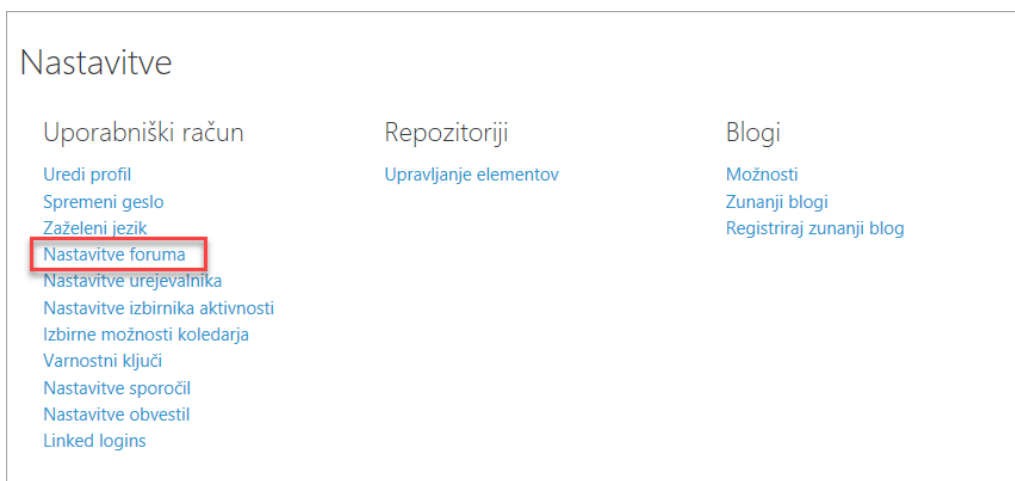 Nastavitve
Uporabniški račun
Uredi profil
Spremeni geslo
Zaželeni jezik
Nastavitve foruma
Nastavitve urejevalnika
Nastavitve izbirnika aktivnosti
Izbirne možnosti koledarja
Varnostni ključi
Nastavitve sporočil
Nastavitve obvestil
Linked logins
Repozitoriji
Upravljanje elementov
Blogi
Možnosti
Zunanji blogi
Registriraj zunanji blog